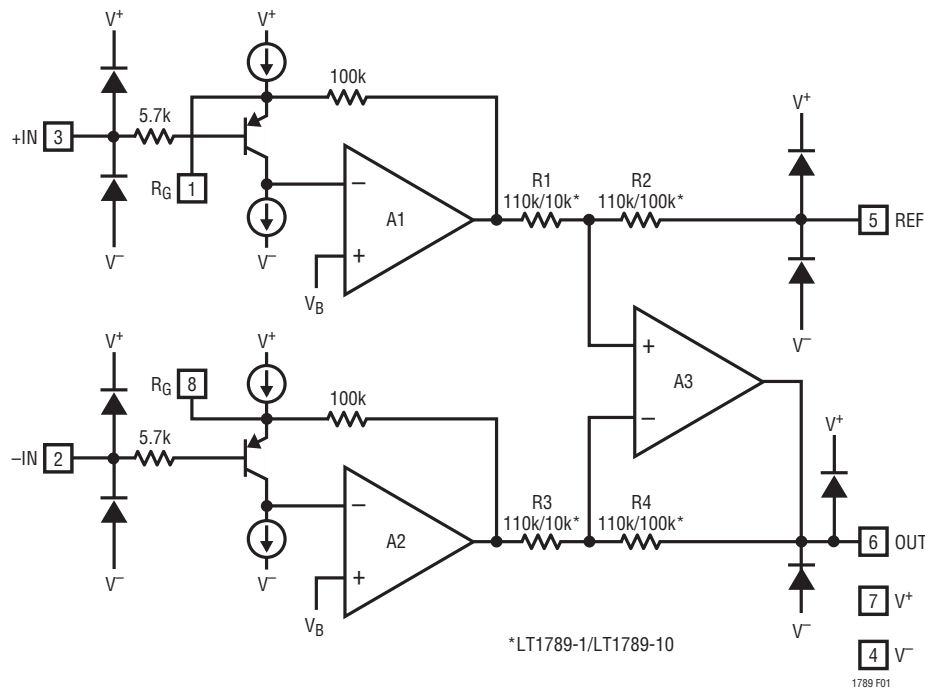 V+
V+
100k
5.7k
+IN 3
RG 1
V–
V–
A1
–
+
VB
R1
110k/10k*
R2
110k/100k*
V+
5 REF
V–
V+
V+
RG 8
100k
5.7k
–IN 2
V–
V–
A2
–
+
VB
A3
+
–
R3
110k/10k*
R4
110k/100k*
V+
6 OUT
V–
7 V+
4 V–
*LT1789-1/LT1789-10
1789 F01